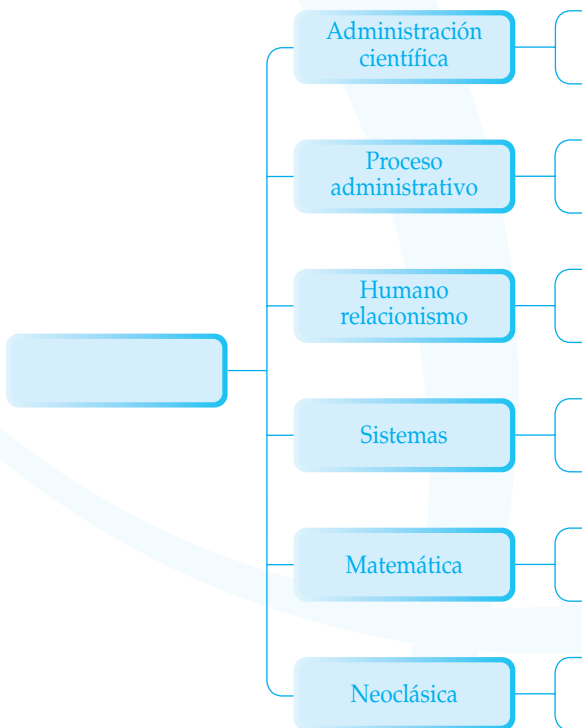 Administración
científica
Proceso
administrativo
Humano
relacionismo
Sistemas
Matemática
Neoclásica